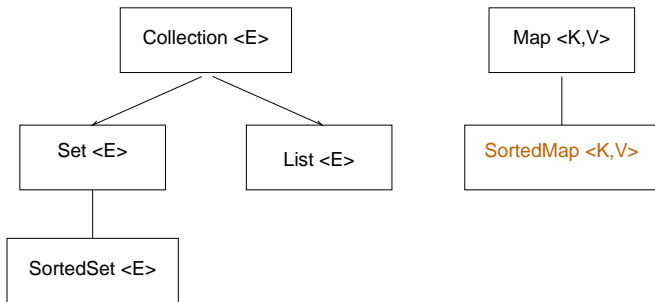 Collection <E>
Map <K,V>
Set <E>
List <E>
SortedMap <K,V>
SortedSet <E>